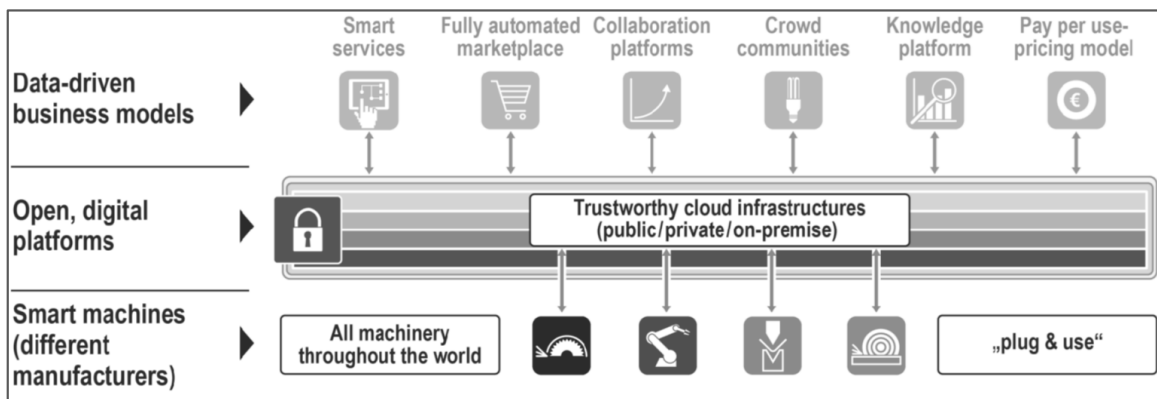 Data-driven
business models
Smart
services
Fully automated
marketplace
Collaboration
platforms
Crowd
communities
Knowledge
platform
Pay per use-
pricing model
€
Open, digital
platforms
Trustworthy cloud infrastructures
(public/private/on-premise)
Smart machines
(different
manufacturers)
All machinery
throughout the world
„plug & use“